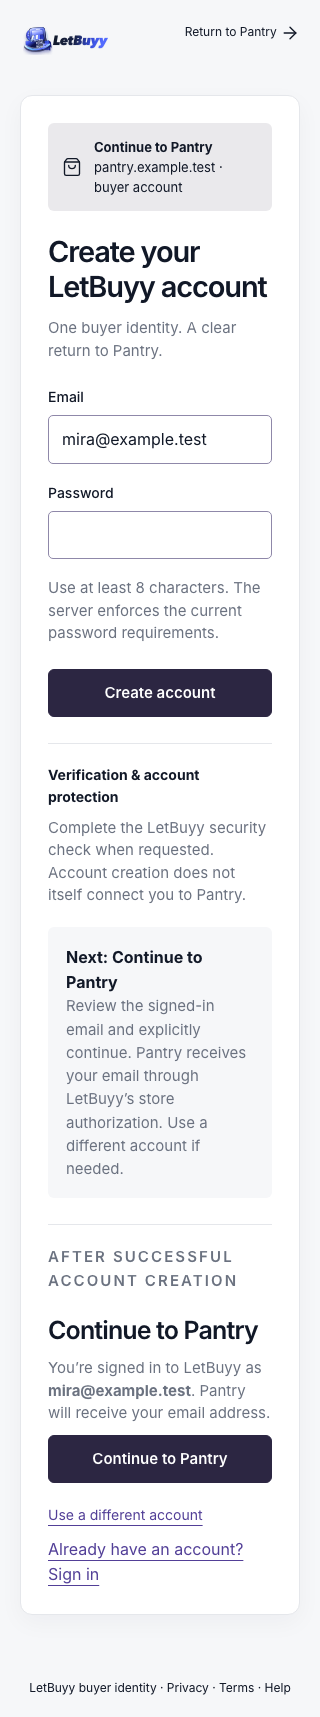 LetBuyy
Return to Pantry
Continue to Pantry
pantry.example.test ·
buyer account
Create your
LetBuyy account
One buyer identity. A clear
return to Pantry.
Email
mira@example.test
Password
Use at least 8 characters. The
server enforces the current
password requirements.
Create account
Verification & account
protection
Complete the LetBuyy security
check when requested.
Account creation does not
itself connect you to Pantry.
Next: Continue to
Pantry
Review the signed-in
email and explicitly
continue. Pantry receives
your email through
LetBuyy’s store
authorization. Use a
different account if
needed.
AFTER SUCCESSFUL
ACCOUNT CREATION
Continue to Pantry
You’re signed in to LetBuyy as
mira@example.test. Pantry
will receive your email address.
Continue to Pantry
Use a different account
Already have an account?
Sign in
LetBuyy buyer identity · Privacy · Terms · Help